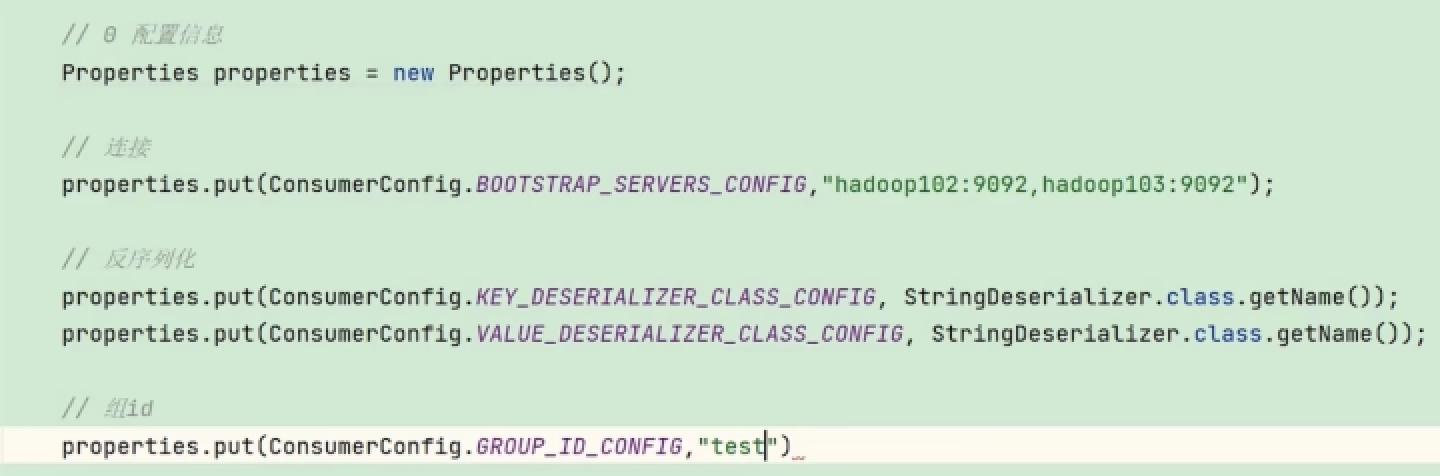 // 0 配置信息
Properties properties = new Properties();
// 连接
properties.put(ConsumerConfig.BOOTSTRAP_SERVERS_CONFIG,"hadoop102:9092,hadoop103:9092");
// 反序列化
properties.put(ConsumerConfig.KEY_DESERIALIZER_CLASS_CONFIG, StringDeserializer.class.getName());
properties.put(ConsumerConfig.VALUE_DESERIALIZER_CLASS_CONFIG, StringDeserializer.class.getName());
// 组id
properties.put(ConsumerConfig.GROUP_ID_CONFIG,"test")